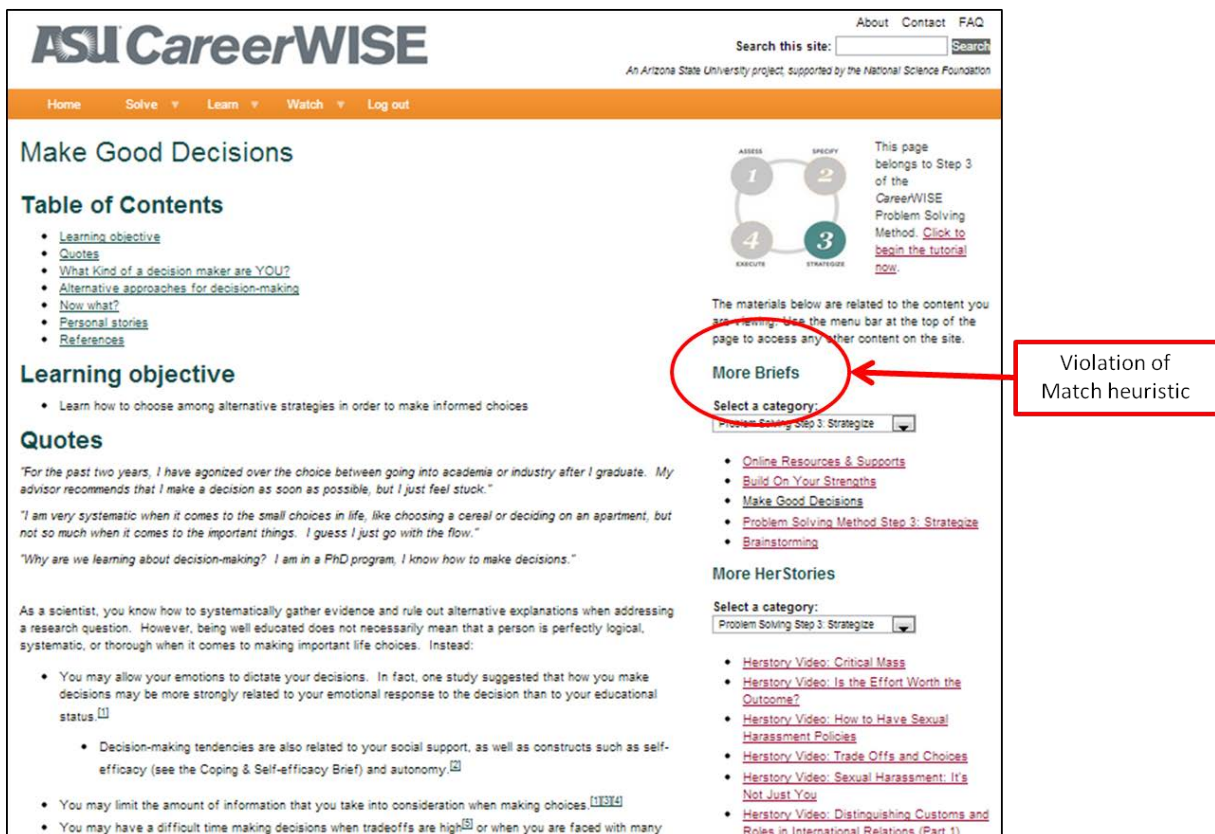 ASU CareerWISE
About Contact FAQ
Search this site: Search
An Arizona State University project, supported by the National Science Foundation
Home Solve Learn Watch Log out
Make Good Decisions
Table of Contents
Learning objective
Quotes
What Kind of a decision maker are YOU?
Alternative approaches for decision-making
Now what?
Personal stories
References
Learning objective
Learn how to choose among alternative strategies in order to make informed choices
Quotes
"For the past two years, I have agonized over the choice between going into academia or industry after I graduate. My
advisor recommends that I make a decision as soon as possible, but I just feel stuck."
"I am very systematic when it comes to the small choices in life, like choosing a cereal or deciding on an apartment, but
not so much when it comes to the important things. I guess I just go with the flow."
"Why are we learning about decision-making? I am in a PhD program, I know how to make decisions."
As a scientist, you know how to systematically gather evidence and rule out alternative explanations when addressing
a research question. However, being well educated does not necessarily mean that a person is perfectly logical,
systematic, or thorough when it comes to making important life choices. Instead:
You may allow your emotions to dictate your decisions. In fact, one study suggested that how you make
decisions may be more strongly related to your emotional response to the decision than to your educational
status.[1]
Decision-making tendencies are also related to your social support, as well as constructs such as self-
efficacy (see the Coping & Self-efficacy Brief) and autonomy.[2]
You may limit the amount of information that you take into consideration when making choices.[1][3][4]
You may have a difficult time making decisions when tradeoffs are high[5] or when you are faced with many
ASSESS
1
SPECIFY
2
4
EXECUTE
3
STRATEGIZE
This page
belongs to Step 3
of the
CareerWISE
Problem Solving
Method. Click to
begin the tutorial
now.
The materials below are related to the content you
are viewing. Use the menu bar at the top of the
page to access any other content on the site.
More Briefs
Select a category:
Problem Solving Step 3: Strategize
Online Resources & Supports
Build On Your Strengths
Make Good Decisions
Problem Solving Method Step 3: Strategize
Brainstorming
More HerStories
Select a category:
Problem Solving Step 3: Strategize
Herstory Video: Critical Mass
Herstory Video: Is the Effort Worth the
Outcome?
Herstory Video: How to Have Sexual
Harassment Policies
Herstory Video: Trade Offs and Choices
Herstory Video: Sexual Harassment: It's
Not Just You
Herstory Video: Distinguishing Customs and
Roles in International Relations (Part 1)
Violation of
Match heuristic